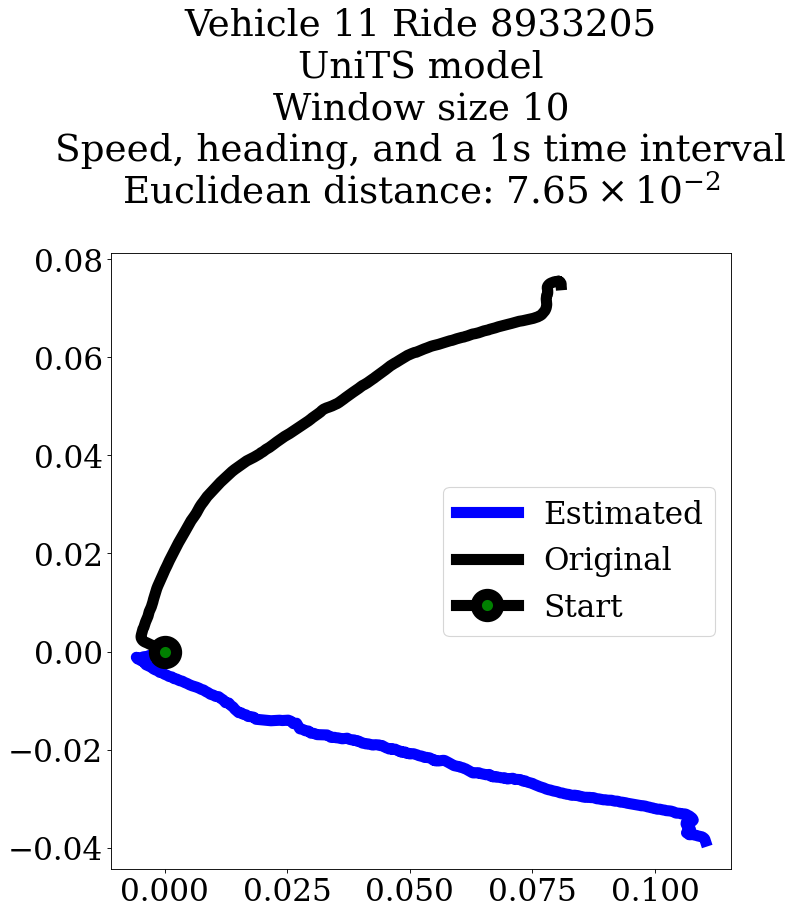 Vehicle 11 Ride 8933205
UniTS model
Window size 10
Speed, heading, and a 1s time interval
Euclidean distance: 7.65 × 10⁻²
0.08
0.06
0.04
0.02
0.00
−0.02
−0.04
Estimated
Original
Start
0.000 0.025 0.050 0.075 0.100